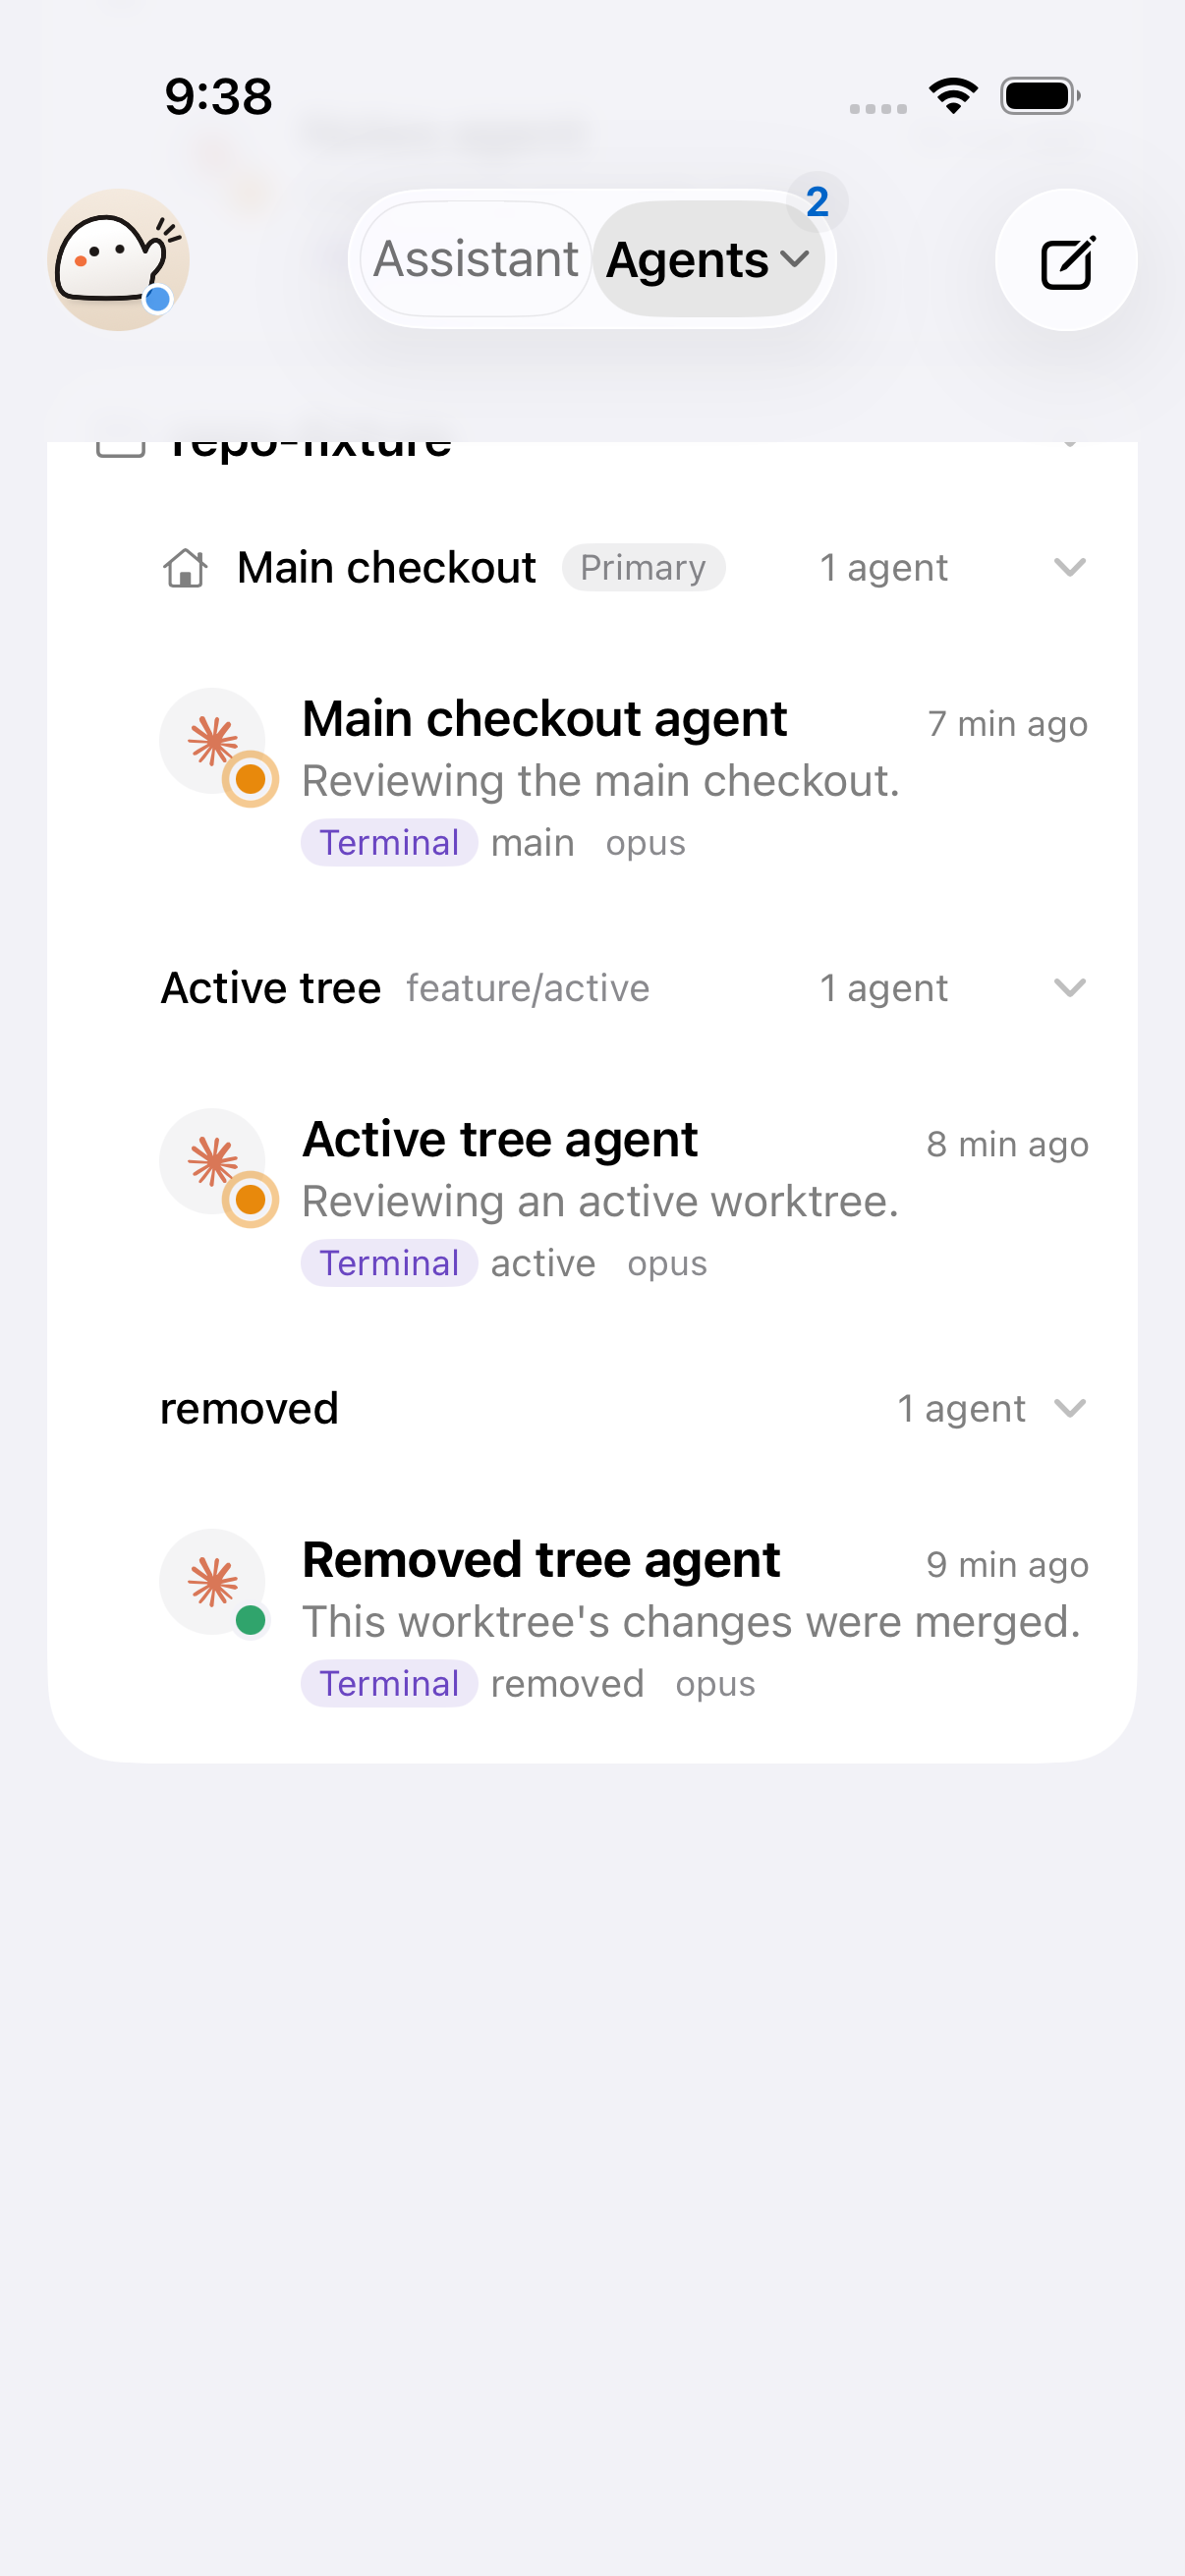 9:38
2
Assistant Agents
repo-fixture
Main checkout Primary 1 agent
Main checkout agent 7 min ago
Reviewing the main checkout.
Terminal main opus
Active tree feature/active 1 agent
Active tree agent 8 min ago
Reviewing an active worktree.
Terminal active opus
removed 1 agent
Removed tree agent 9 min ago
This worktree's changes were merged.
Terminal removed opus